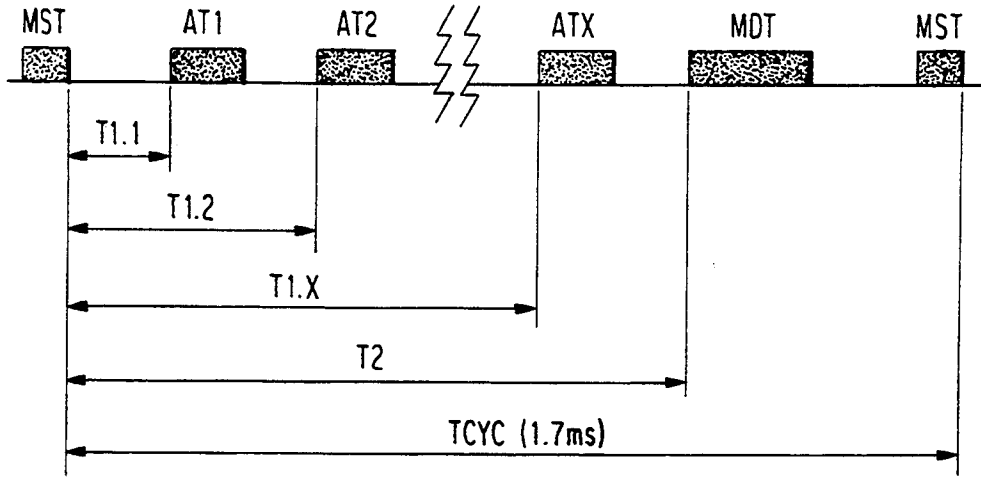 MST AT1 AT2 ATX MDT MST
T1.1
T1.2
T1.X
T2
TCYC (1.7ms)